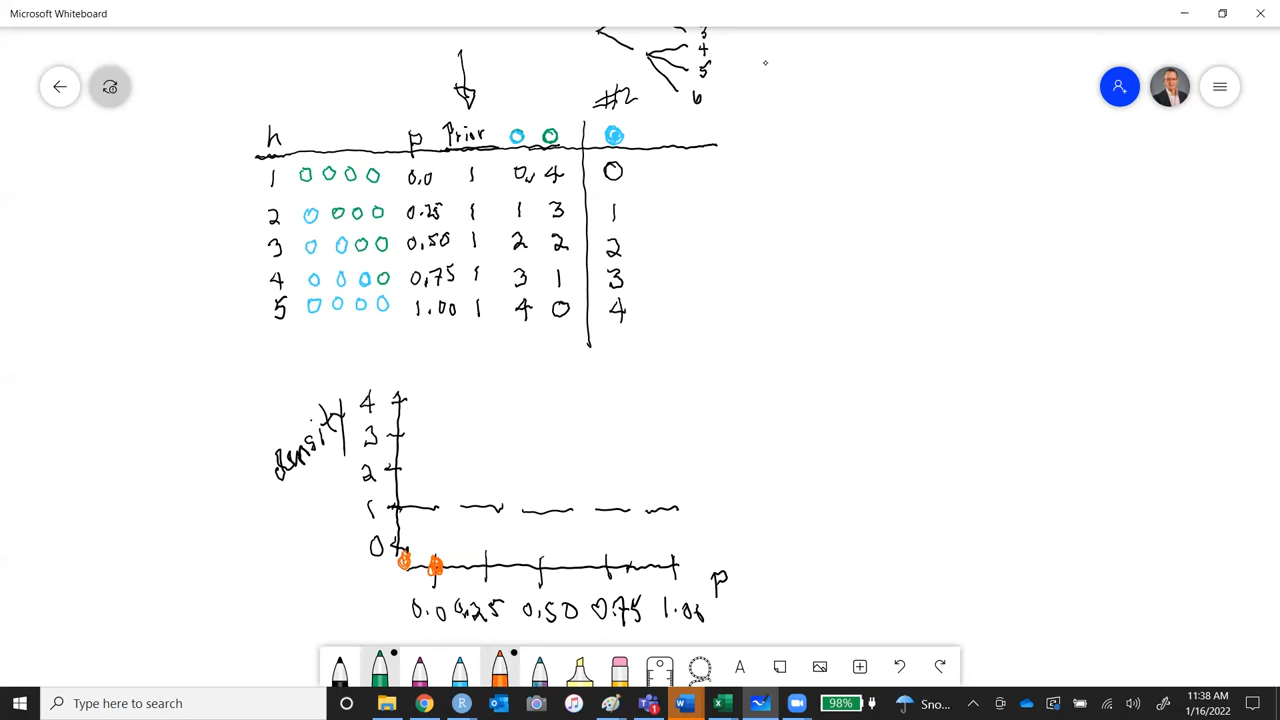 Microsoft Whiteboard
3
4
5
6
#2
h p Prior
1 0.0 1 0, 4 0
2 0.25 1 1 3 1
3 0.50 1 2 2 2
4 0.75 1 3 1 3
5 1.00 1 4 0 4
density
4
3
2
1
0
p
0.0 0.25 0.50 0.75 1.00
A
Type here to search
98%
Sno...
11:38 AM
1/16/2022